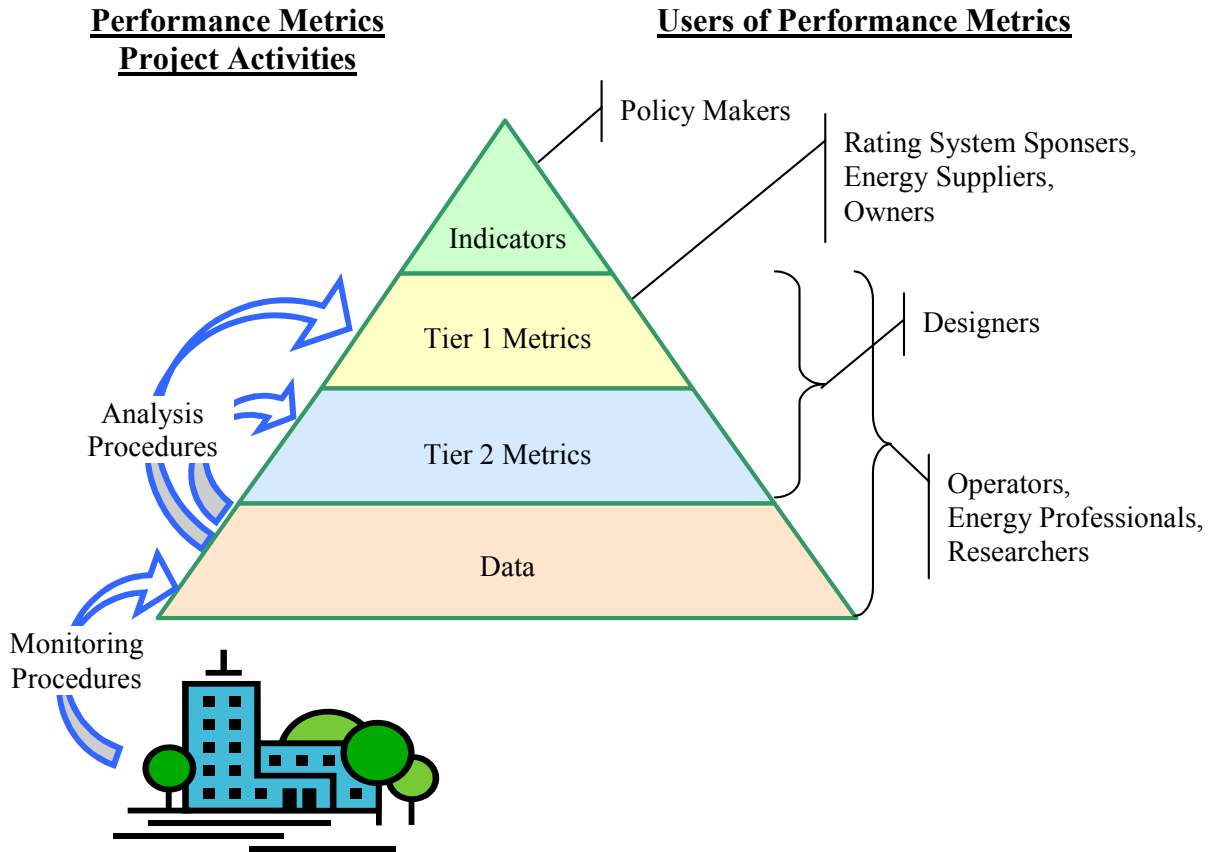 Performance Metrics
Project Activities
Users of Performance Metrics
Policy Makers
Rating System Sponsers,
Energy Suppliers,
Owners
Indicators
Tier 1 Metrics
Designers
Analysis
Procedures
Tier 2 Metrics
Operators,
Energy Professionals,
Researchers
Data
Monitoring
Procedures